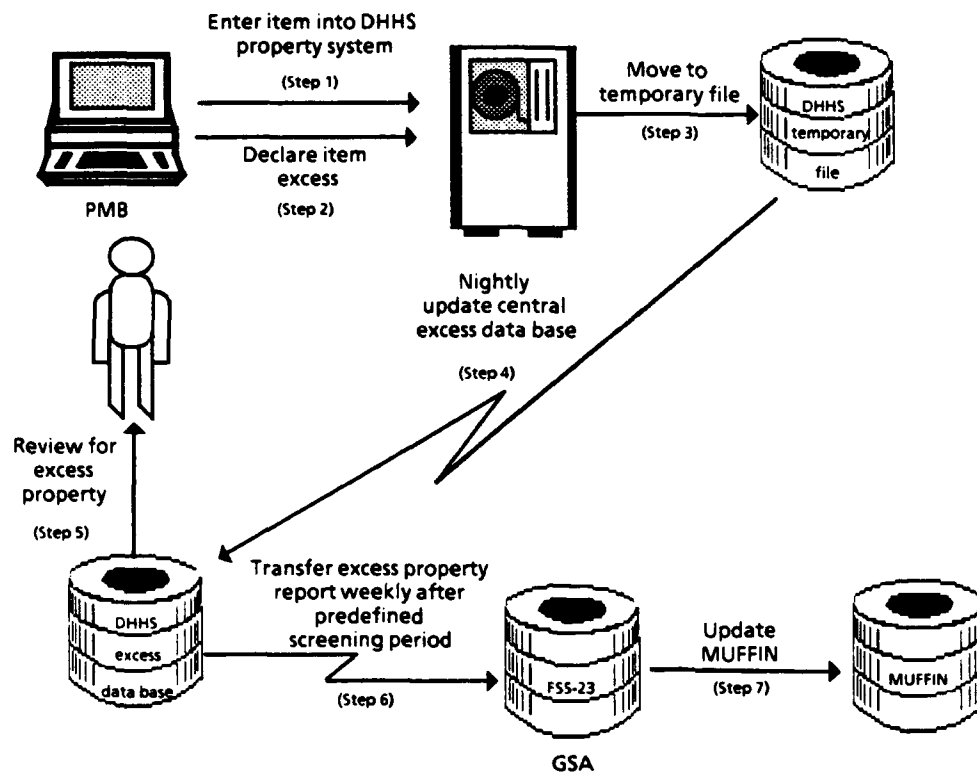 Enter item into DHHS
property system
(Step 1)
Declare item
excess
(Step 2)
PMB
Move to
temporary file
(Step 3)
DHHS
temporary
file
Nightly
update central
excess data base
(Step 4)
Review for
excess
property
(Step 5)
DHHS
excess
data base
Transfer excess property
report weekly after
predefined
screening period
(Step 6)
FSS-23
GSA
Update
MUFFIN
(Step 7)
MUFFIN